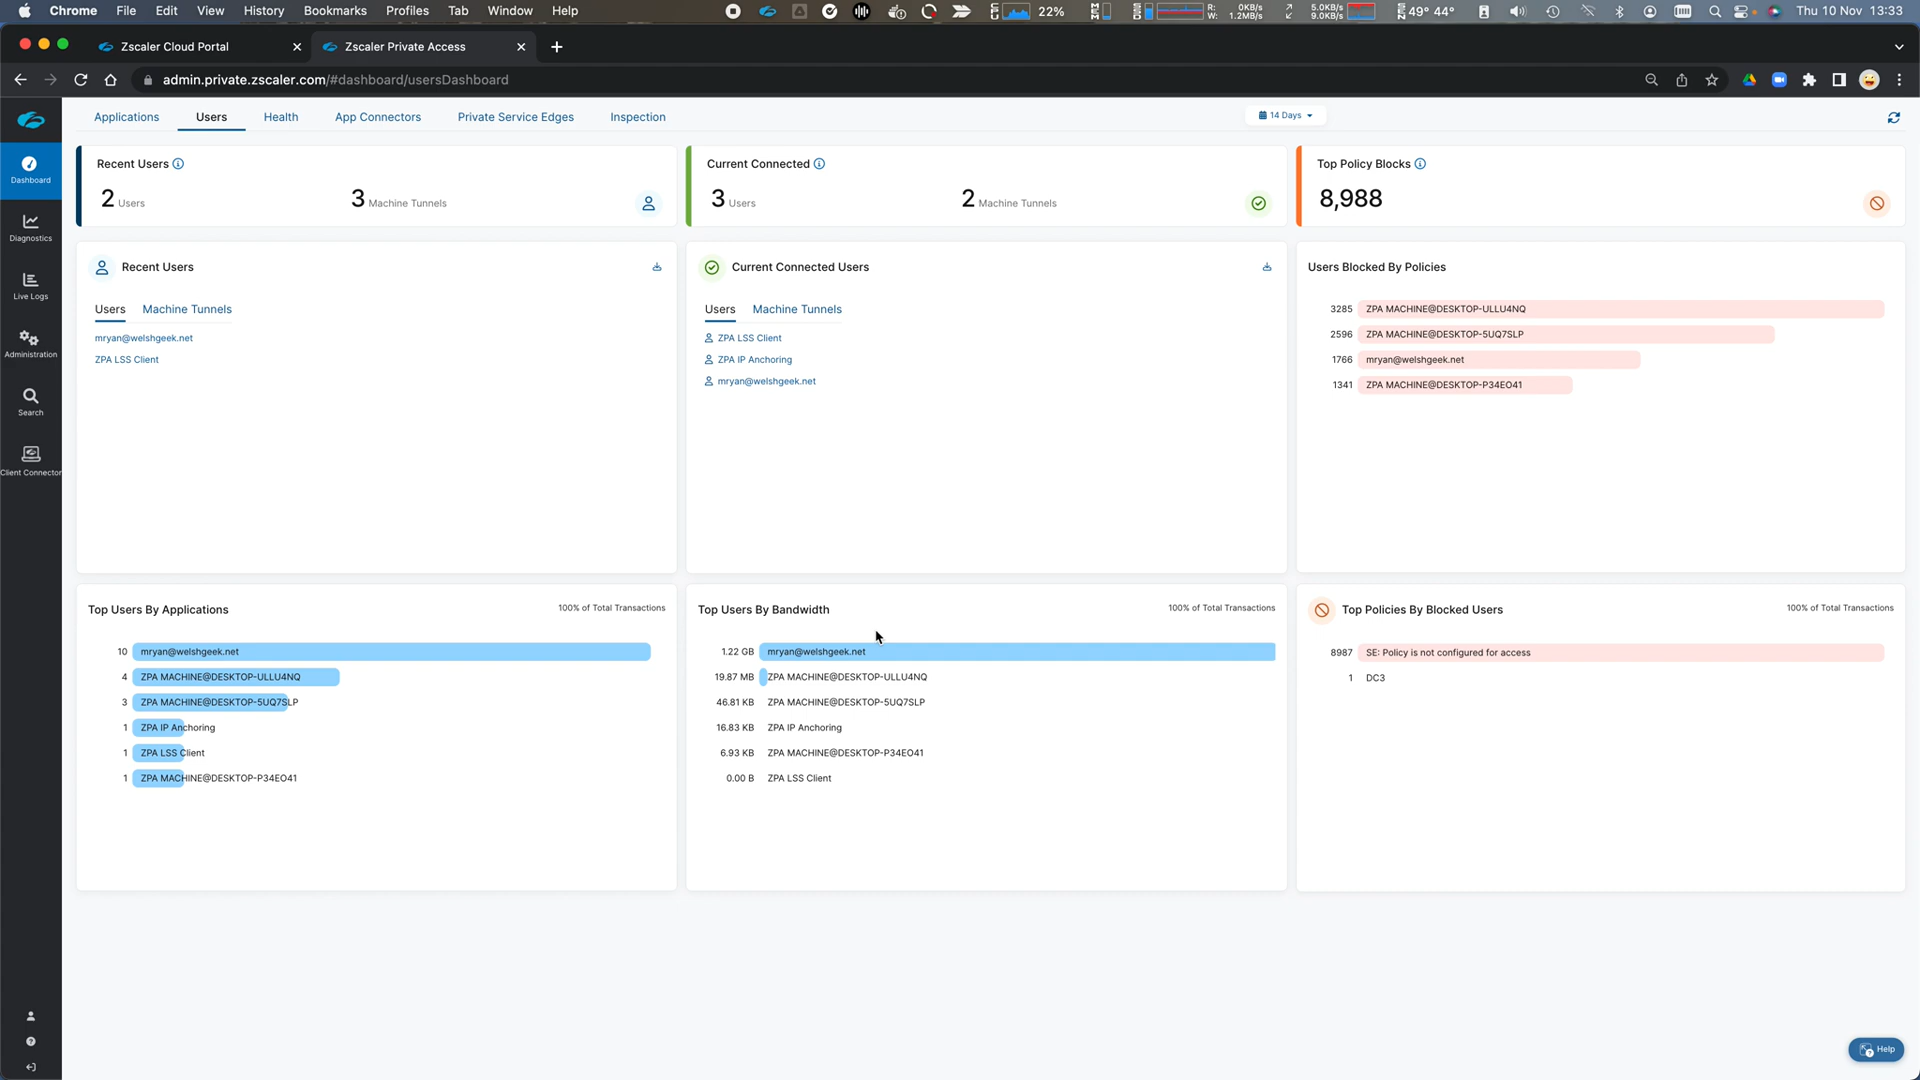 Chrome File Edit View History Bookmarks Profiles Tab Window Help 22% R: W: 0KB/s 1.2MB/s 5.0KB/s 9.0KB/s 49° 44° Thu 10 Nov 13:33
Zscaler Cloud Portal Zscaler Private Access
admin.private.zscaler.com/#dashboard/usersDashboard
Applications Users Health App Connectors Private Service Edges Inspection 14 Days
Dashboard
Diagnostics
Live Logs
Administration
Search
Client Connector
Recent Users
2 Users 3 Machine Tunnels
Current Connected
3 Users 2 Machine Tunnels
Top Policy Blocks
8,988
Recent Users
Users Machine Tunnels
mryan@welshgeek.net
ZPA LSS Client
Current Connected Users
Users Machine Tunnels
ZPA LSS Client
ZPA IP Anchoring
mryan@welshgeek.net
Users Blocked By Policies
3285 ZPA MACHINE@DESKTOP-ULLU4NQ
2596 ZPA MACHINE@DESKTOP-5UQ7SLP
1766 mryan@welshgeek.net
1341 ZPA MACHINE@DESKTOP-P34EO41
Top Users By Applications 100% of Total Transactions
10 mryan@welshgeek.net
4 ZPA MACHINE@DESKTOP-ULLU4NQ
3 ZPA MACHINE@DESKTOP-5UQ7SLP
1 ZPA IP Anchoring
1 ZPA LSS Client
1 ZPA MACHINE@DESKTOP-P34EO41
Top Users By Bandwidth 100% of Total Transactions
1.22 GB mryan@welshgeek.net
19.87 MB ZPA MACHINE@DESKTOP-ULLU4NQ
46.81 KB ZPA MACHINE@DESKTOP-5UQ7SLP
16.83 KB ZPA IP Anchoring
6.93 KB ZPA MACHINE@DESKTOP-P34EO41
0.00 B ZPA LSS Client
Top Policies By Blocked Users 100% of Total Transactions
8987 SE: Policy is not configured for access
1 DC3
Help